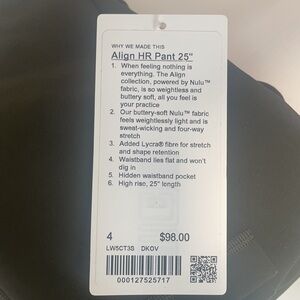 WHY WE MADE THIS
Align HR Pant 25"
1. When feeling nothing is
everything. The Align
collection, powered by Nulu™
fabric, is so weightless and
buttery soft, all you feel is
your practice
2. Our buttery-soft Nulu™ fabric
feels weightlessly light and is
sweat-wicking and four-way
stretch
3. Added Lycra® fibre for stretch
and shape retention
4. Waistband lies flat and won't
dig in
5. Hidden waistband pocket
6. High rise, 25" length
4 $98.00
LW5CT3S DKOV
000127525717